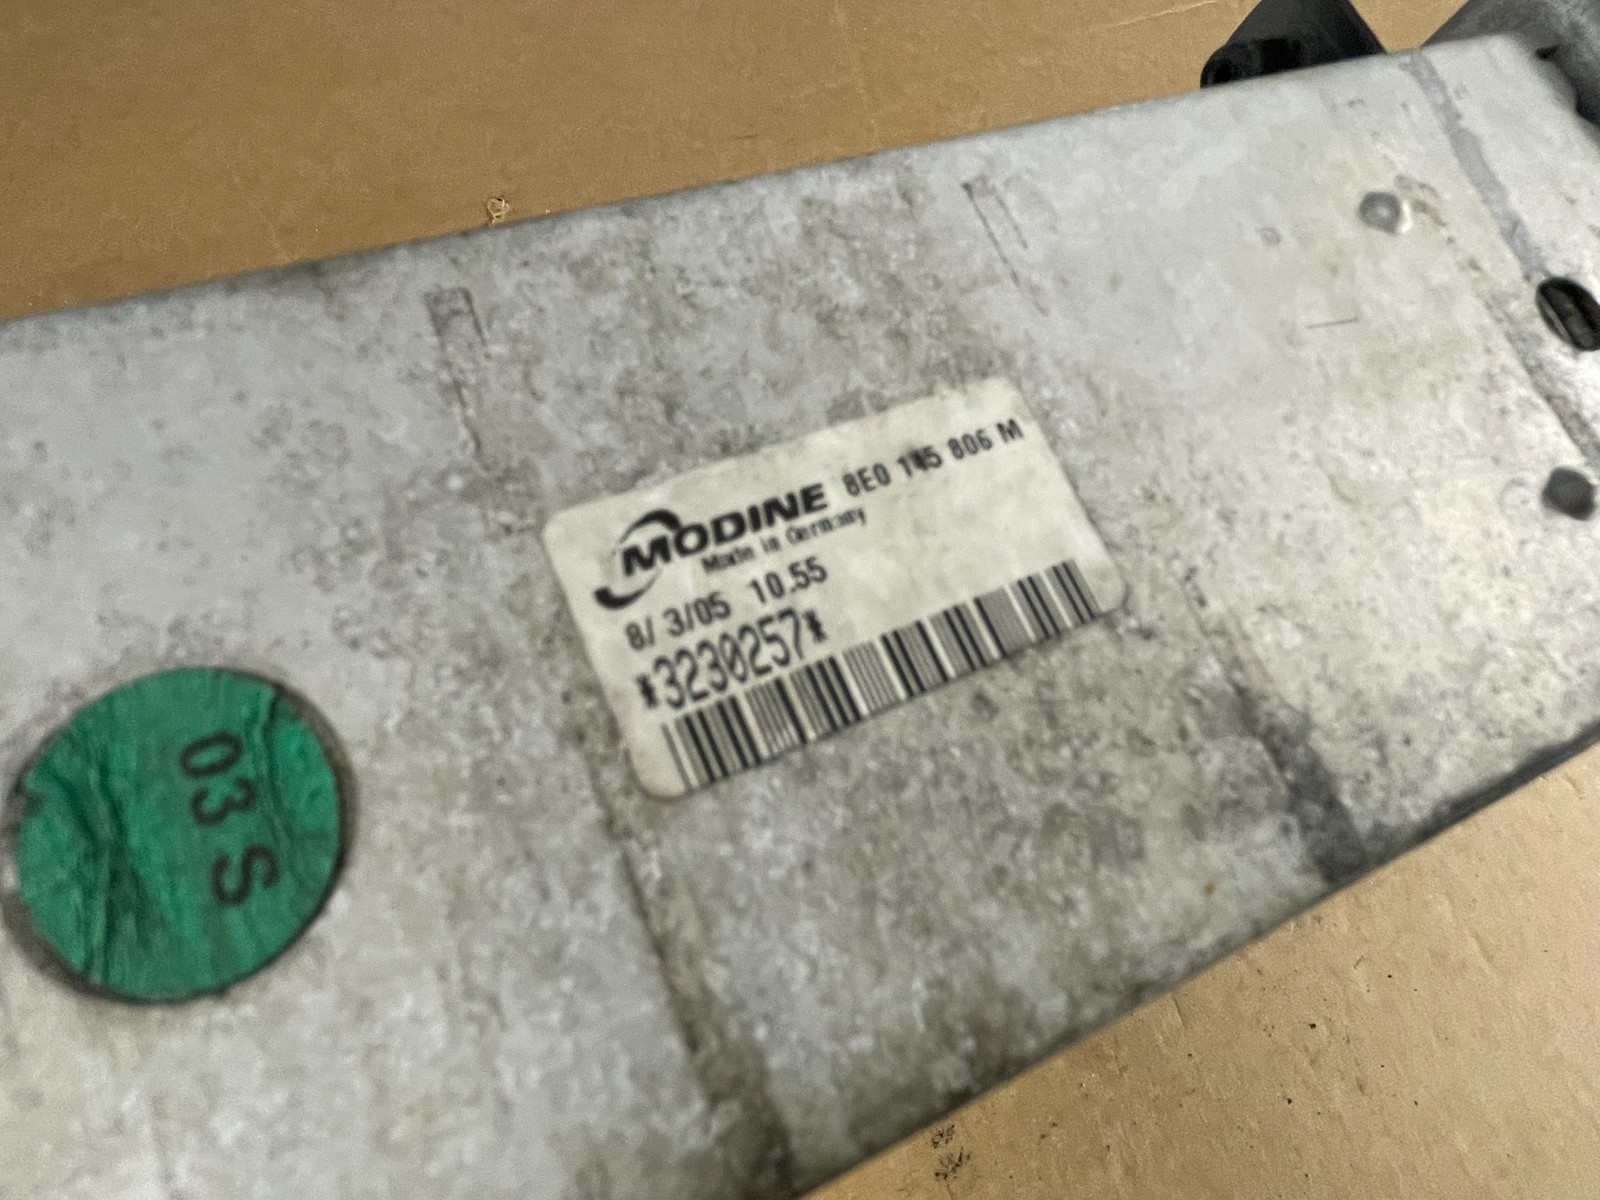 MODINE 8E0 145 806 M
Made in Germany
8/ 3/05 10.55
*3230257*
03 S